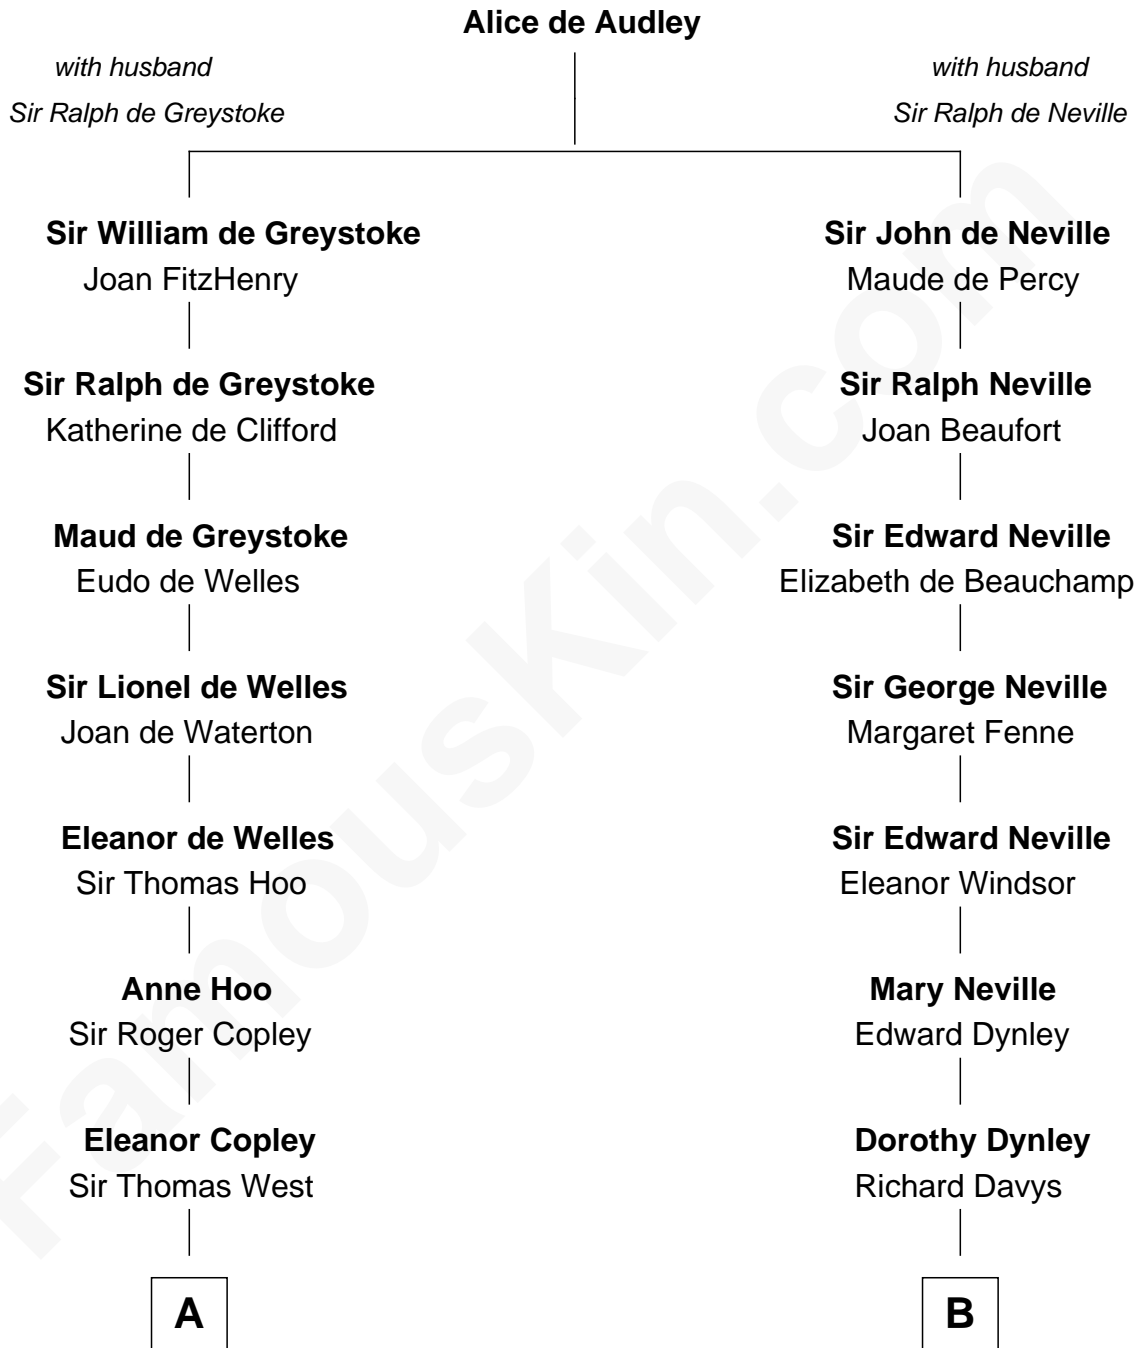 Alice de Audley
with husband
Sir Ralph de Greystoke
with husband
Sir Ralph de Neville
Sir William de Greystoke
Joan FitzHenry
Sir John de Neville
Maude de Percy
Sir Ralph de Greystoke
Katherine de Clifford
Sir Ralph Neville
Joan Beaufort
Maud de Greystoke
Eudo de Welles
Sir Edward Neville
Elizabeth de Beauchamp
Sir Lionel de Welles
Joan de Waterton
Sir George Neville
Margaret Fenne
Eleanor de Welles
Sir Thomas Hoo
Sir Edward Neville
Eleanor Windsor
Anne Hoo
Sir Roger Copley
Mary Neville
Edward Dynley
Eleanor Copley
Sir Thomas West
Dorothy Dynley
Richard Davys
A
B
FamousKin.com